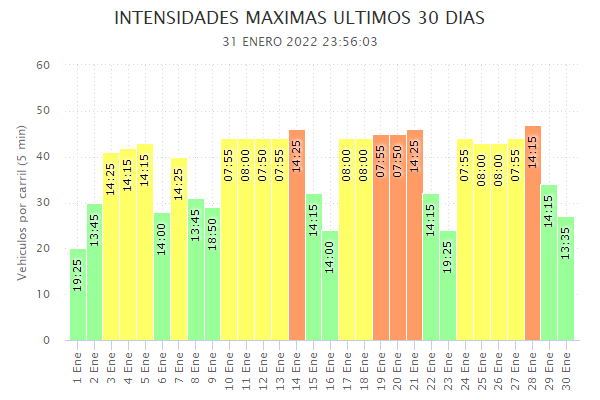 INTENSIDADES MAXIMAS ULTIMOS 30 DIAS
31 ENERO 2022 23:56:03
Vehiculos por carril (5 min)
60
50
40
30
20
10
0
19:25
13:45
14:25
14:15
14:15
14:00
14:25
13:45
18:50
07:55
08:00
07:50
07:55
14:25
14:15
14:00
08:00
08:00
07:55
07:50
14:25
14:15
19:25
07:55
08:00
08:00
07:55
14:15
14:15
13:35
1 Ene
2 Ene
3 Ene
4 Ene
5 Ene
6 Ene
7 Ene
8 Ene
9 Ene
10 Ene
11 Ene
12 Ene
13 Ene
14 Ene
15 Ene
16 Ene
17 Ene
18 Ene
19 Ene
20 Ene
21 Ene
22 Ene
23 Ene
24 Ene
25 Ene
26 Ene
27 Ene
28 Ene
29 Ene
30 Ene